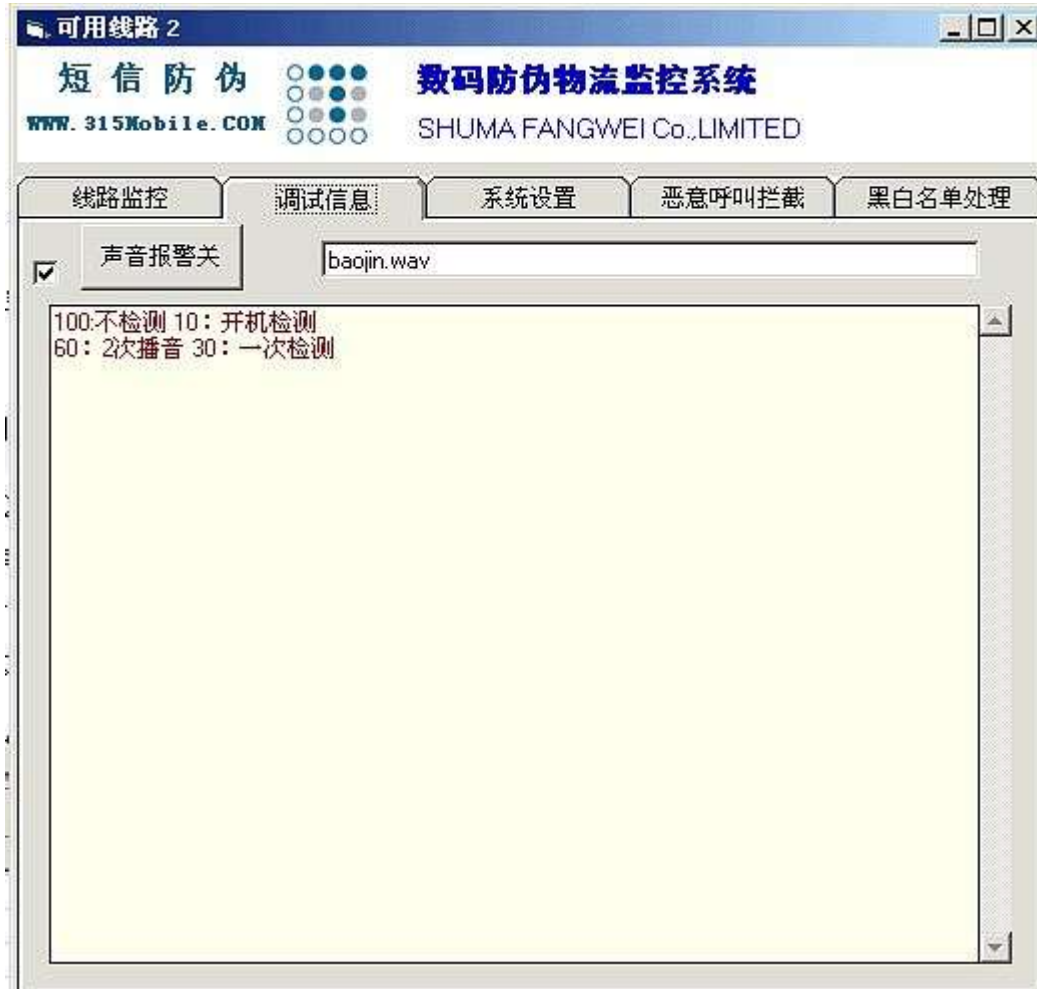 可用线路 2
短信防伪
WWW.315Mobile.COM
数码防伪物流监控系统
SHUMA FANGWEI Co.,LIMITED
线路监控 调试信息 系统设置 恶意呼叫拦截 黑白名单处理
声音报警关 baojin.wav
100:不检测 10：开机检测
60：2次播音 30：一次检测